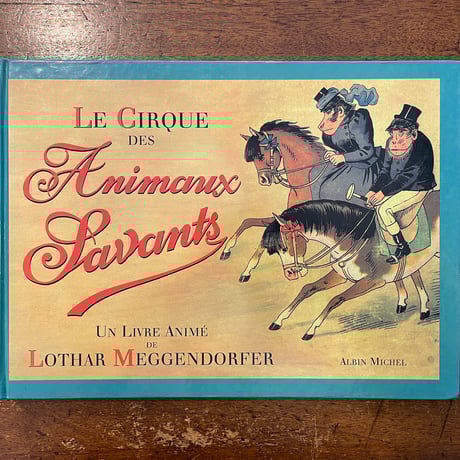 LE CIRQUE
DES
Animaux
Savants
UN LIVRE ANIMÉ
DE
LOTHAR MEGGENDORFER
ALBIN MICHEL